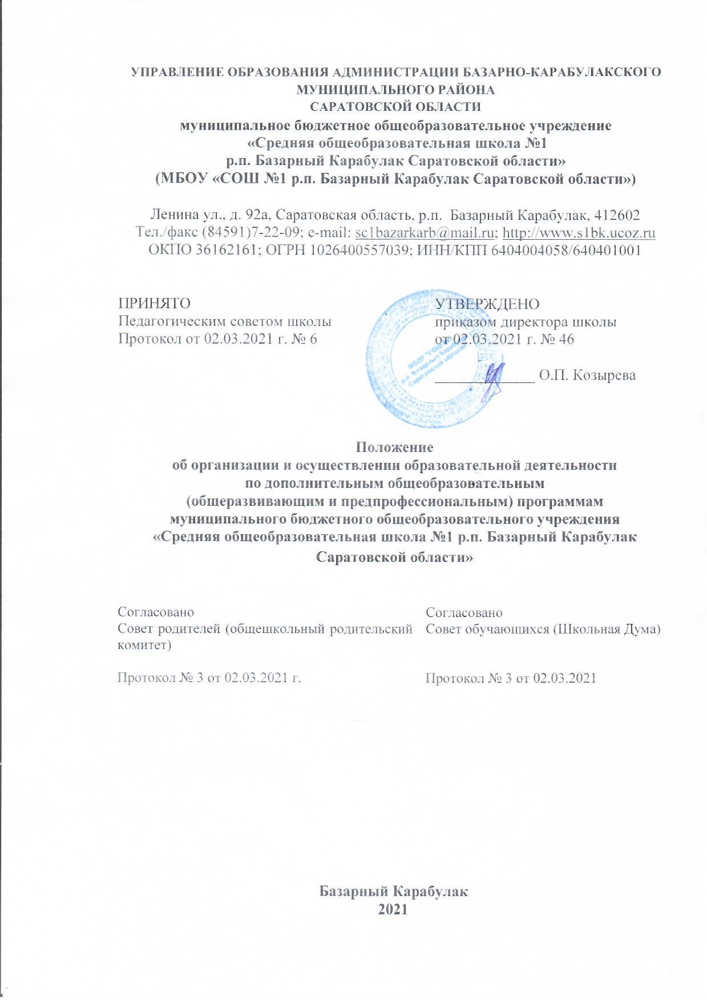 УПРАВЛЕНИЕ ОБРАЗОВАНИЯ АДМИНИСТРАЦИИ БАЗАРНО-КАРАБУЛАКСКОГО
МУНИЦИПАЛЬНОГО РАЙОНА
САРАТОВСКОЙ ОБЛАСТИ
муниципальное бюджетное общеобразовательное учреждение
«Средняя общеобразовательная школа №1
р.п. Базарный Карабулак Саратовской области»
(МБОУ «СОШ №1 р.п. Базарный Карабулак Саратовской области»)
Ленина ул., д. 92а, Саратовская область, р.п. Базарный Карабулак, 412602
Тел./факс (84591)7-22-09; e-mail: sc1bazarkarb@mail.ru; http://www.s1bk.ucoz.ru
ОКПО 36162161; ОГРН 1026400557039; ИНН/КПП 6404004058/640401001
ПРИНЯТО
Педагогическим советом школы
Протокол от 02.03.2021 г. № 6
УТВЕРЖДЕНО
приказом директора школы
от 02.03.2021 г. № 46
_____________ О.П. Козырева
МБОУ "СОШ
р.п. Базарный Карабулак
Саратовской области
Положение
об организации и осуществлении образовательной деятельности
по дополнительным общеобразовательным
(общеразвивающим и предпрофессиональным) программам
муниципального бюджетного общеобразовательного учреждения
«Средняя общеобразовательная школа №1 р.п. Базарный Карабулак
Саратовской области»
Согласовано
Совет родителей (общешкольный родительский
комитет)
Протокол № 3 от 02.03.2021 г.
Согласовано
Совет обучающихся (Школьная Дума)
Протокол № 3 от 02.03.2021
Базарный Карабулак
2021